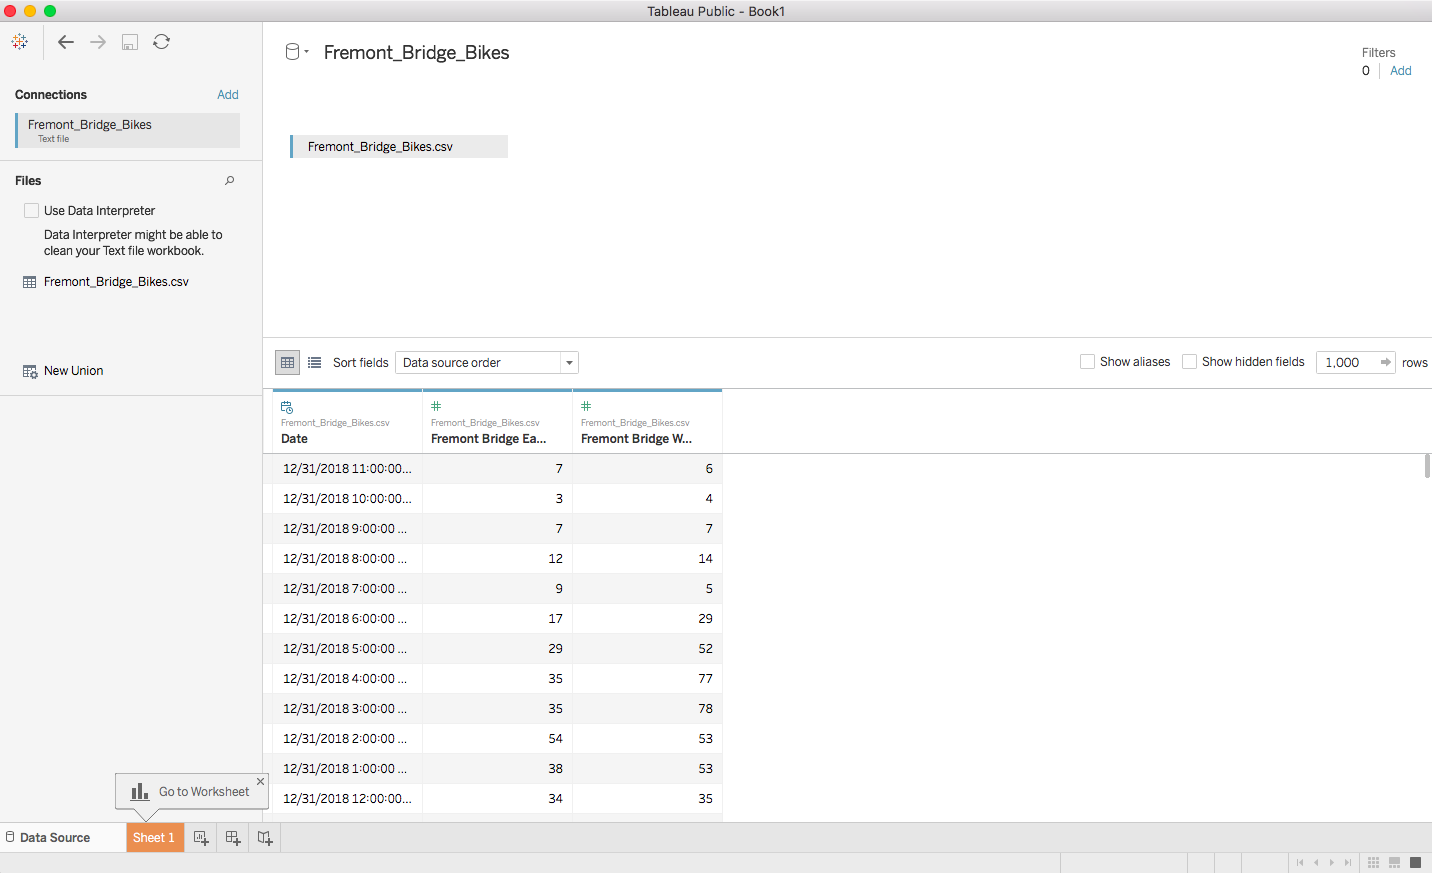 Tableau Public - Book1
Connections
Add
Fremont_Bridge_Bikes
Text file
Files
Use Data Interpreter
Data Interpreter might be able to
clean your Text file workbook.
Fremont_Bridge_Bikes.csv
New Union
Fremont_Bridge_Bikes
Filters
0 Add
Fremont_Bridge_Bikes.csv
Sort fields Data source order Show aliases Show hidden fields 1,000 rows
Fremont_Bridge_Bikes.csv Fremont_Bridge_Bikes.csv Fremont_Bridge_Bikes.csv
Date Fremont Bridge Ea... Fremont Bridge W...
12/31/2018 11:00:00... 7 6
12/31/2018 10:00:00... 3 4
12/31/2018 9:00:00 ... 7 7
12/31/2018 8:00:00 ... 12 14
12/31/2018 7:00:00 ... 9 5
12/31/2018 6:00:00 ... 17 29
12/31/2018 5:00:00 ... 29 52
12/31/2018 4:00:00 ... 35 77
12/31/2018 3:00:00 ... 35 78
12/31/2018 2:00:00 ... 54 53
12/31/2018 1:00:00 ... 38 53
12/31/2018 12:00:00... 34 35
Go to Worksheet
Data Source Sheet 1